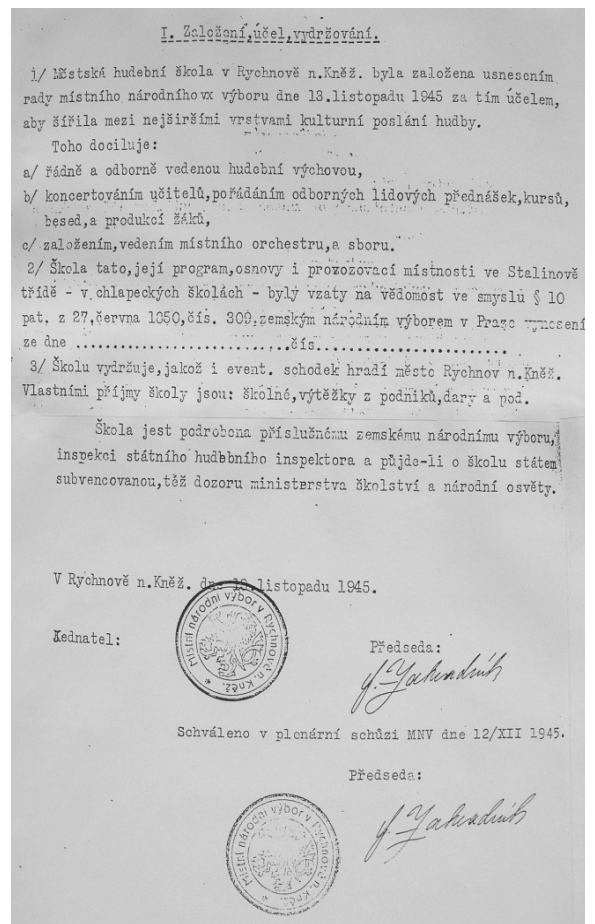 I. Založení,účel,vydržování.
1/ Městská hudební škola v Rychnově n.Kněž. byla založena usnesením
rady místního národníhovx výboru dne 13.listopadu 1945 za tím účelem,
aby šířila mezi nejširšími vrstvami kulturní poslání hudby.
Toho dociluje:
a/ řádně a odborně vedenou hudební výchovou,
b/ koncertováním učitelů,pořádáním odborných lidových přednášek,kursů,
besed,a produkcí žáků,
c/ založením,vedením místního orchestru,a sboru.
2/ Škola tato,její program,osnovy i provozovací místnosti ve Stalinově
třídě - v chlapeckých školách - byly vzaty na vědomost ve smyslu § 10
pat. z 27.června 1850,čís. 309.zemským národním výborem v Praze vynesení
ze dne ...........................čís........................
3/ Školu vydržuje,jakož i event. schodek hradí město Rychnov n.Kněž.
Vlastními příjmy školy jsou: školné,výtěžky z podniků,dary a pod.
Škola jest podrobena příslušnému zemskému národnímu výboru,
inspekci státního hudebního inspektora a půjde-li o školu státem
subvencovanou,též dozoru ministerstva školství a národní osvěty.
V Rychnově n.Kněž. dne 13.listopadu 1945.
Místní národní výbor v Rychnově n. Kněž.
Jednatel:
Předseda:
Schváleno v plenární schůzi MNV dne 12/XII 1945.
Předseda:
Místní národní výbor v Rychnově n. Kněž.